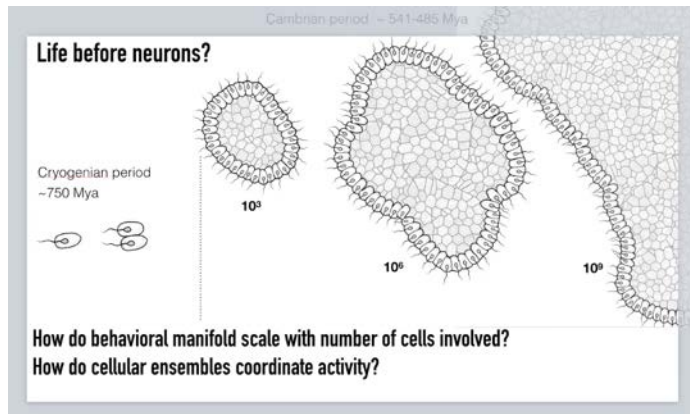 Cambrian period ~ 541-485 Mya
Life before neurons?
Cryogenian period
~750 Mya
10³
10⁶
10⁹
How do behavioral manifold scale with number of cells involved?
How do cellular ensembles coordinate activity?